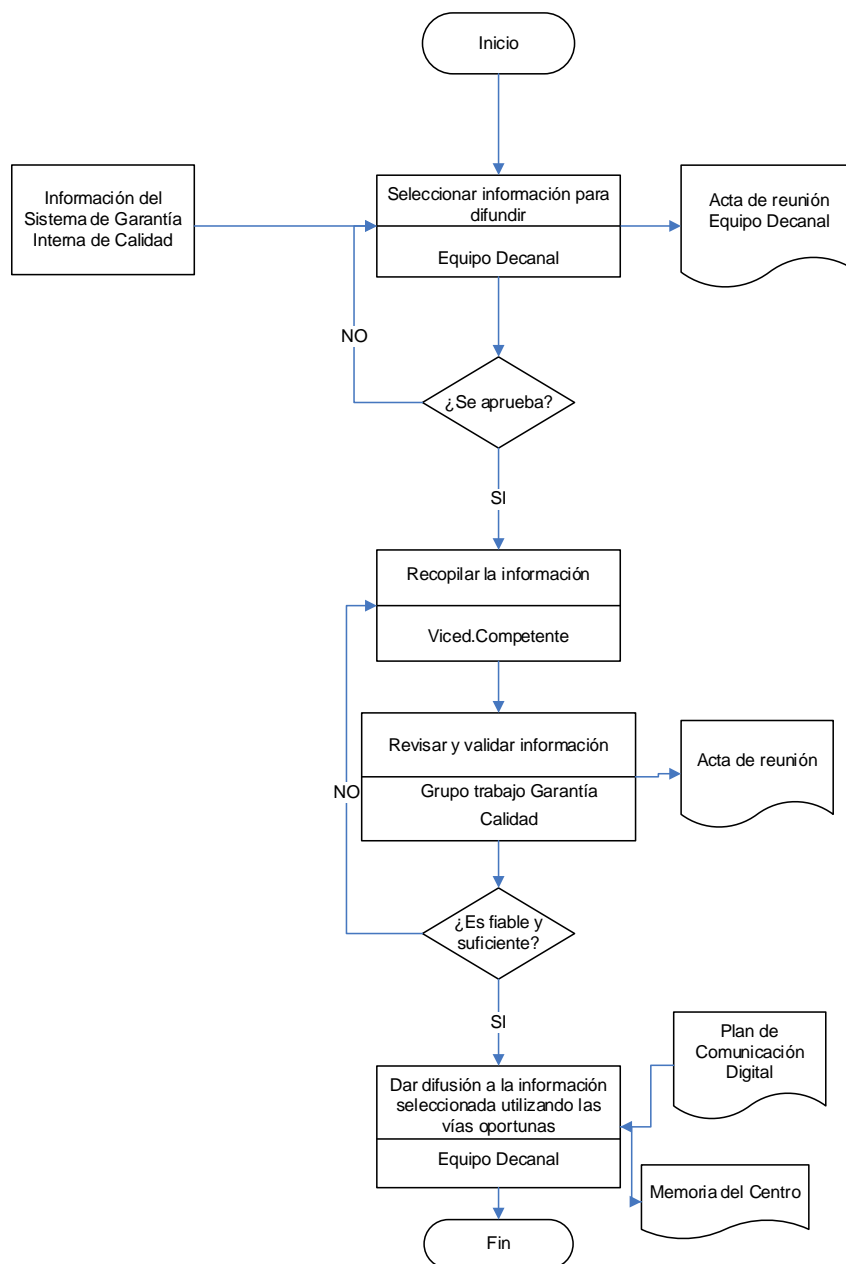 Inicio
Información del
Sistema de Garantía
Interna de Calidad
Seleccionar información para
difundir
Equipo Decanal
Acta de reunión
Equipo Decanal
NO
¿Se aprueba?
SI
Recopilar la información
Viced.Competente
Revisar y validar información
Grupo trabajo Garantía
Calidad
Acta de reunión
NO
¿Es fiable y
suficiente?
SI
Plan de
Comunicación
Digital
Dar difusión a la información
seleccionada utilizando las
vías oportunas
Equipo Decanal
Memoria del Centro
Fin